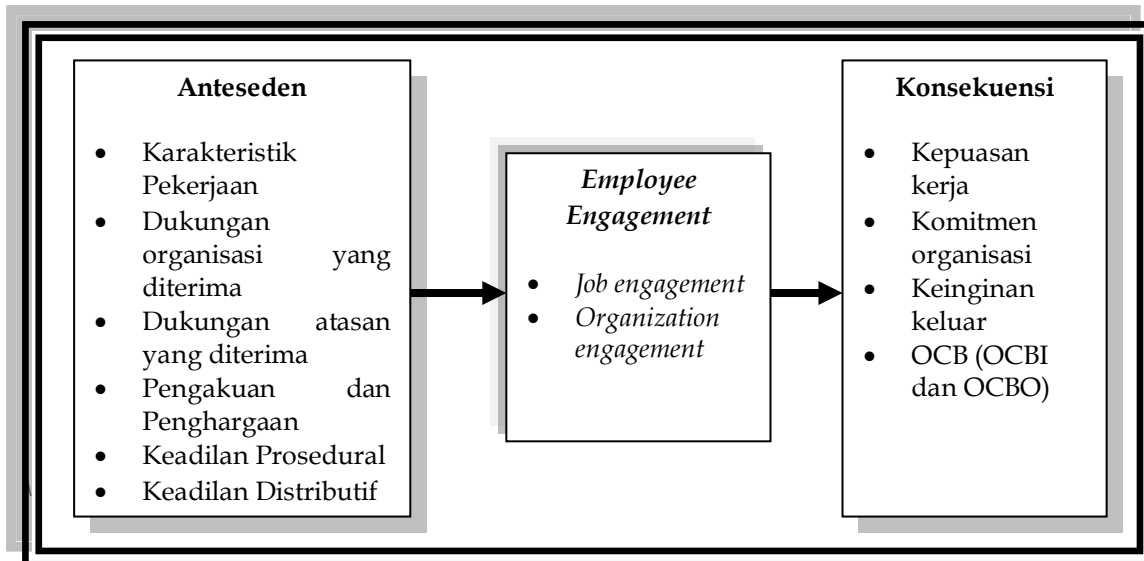 Anteseden
• Karakteristik
Pekerjaan
• Dukungan
organisasi yang
diterima
• Dukungan atasan
yang diterima
• Pengakuan dan
Penghargaan
• Keadilan Prosedural
• Keadilan Distributif
Employee
Engagement
• Job engagement
• Organization
engagement
Konsekuensi
• Kepuasan
kerja
• Komitmen
organisasi
• Keinginan
keluar
• OCB (OCBI
dan OCBO)